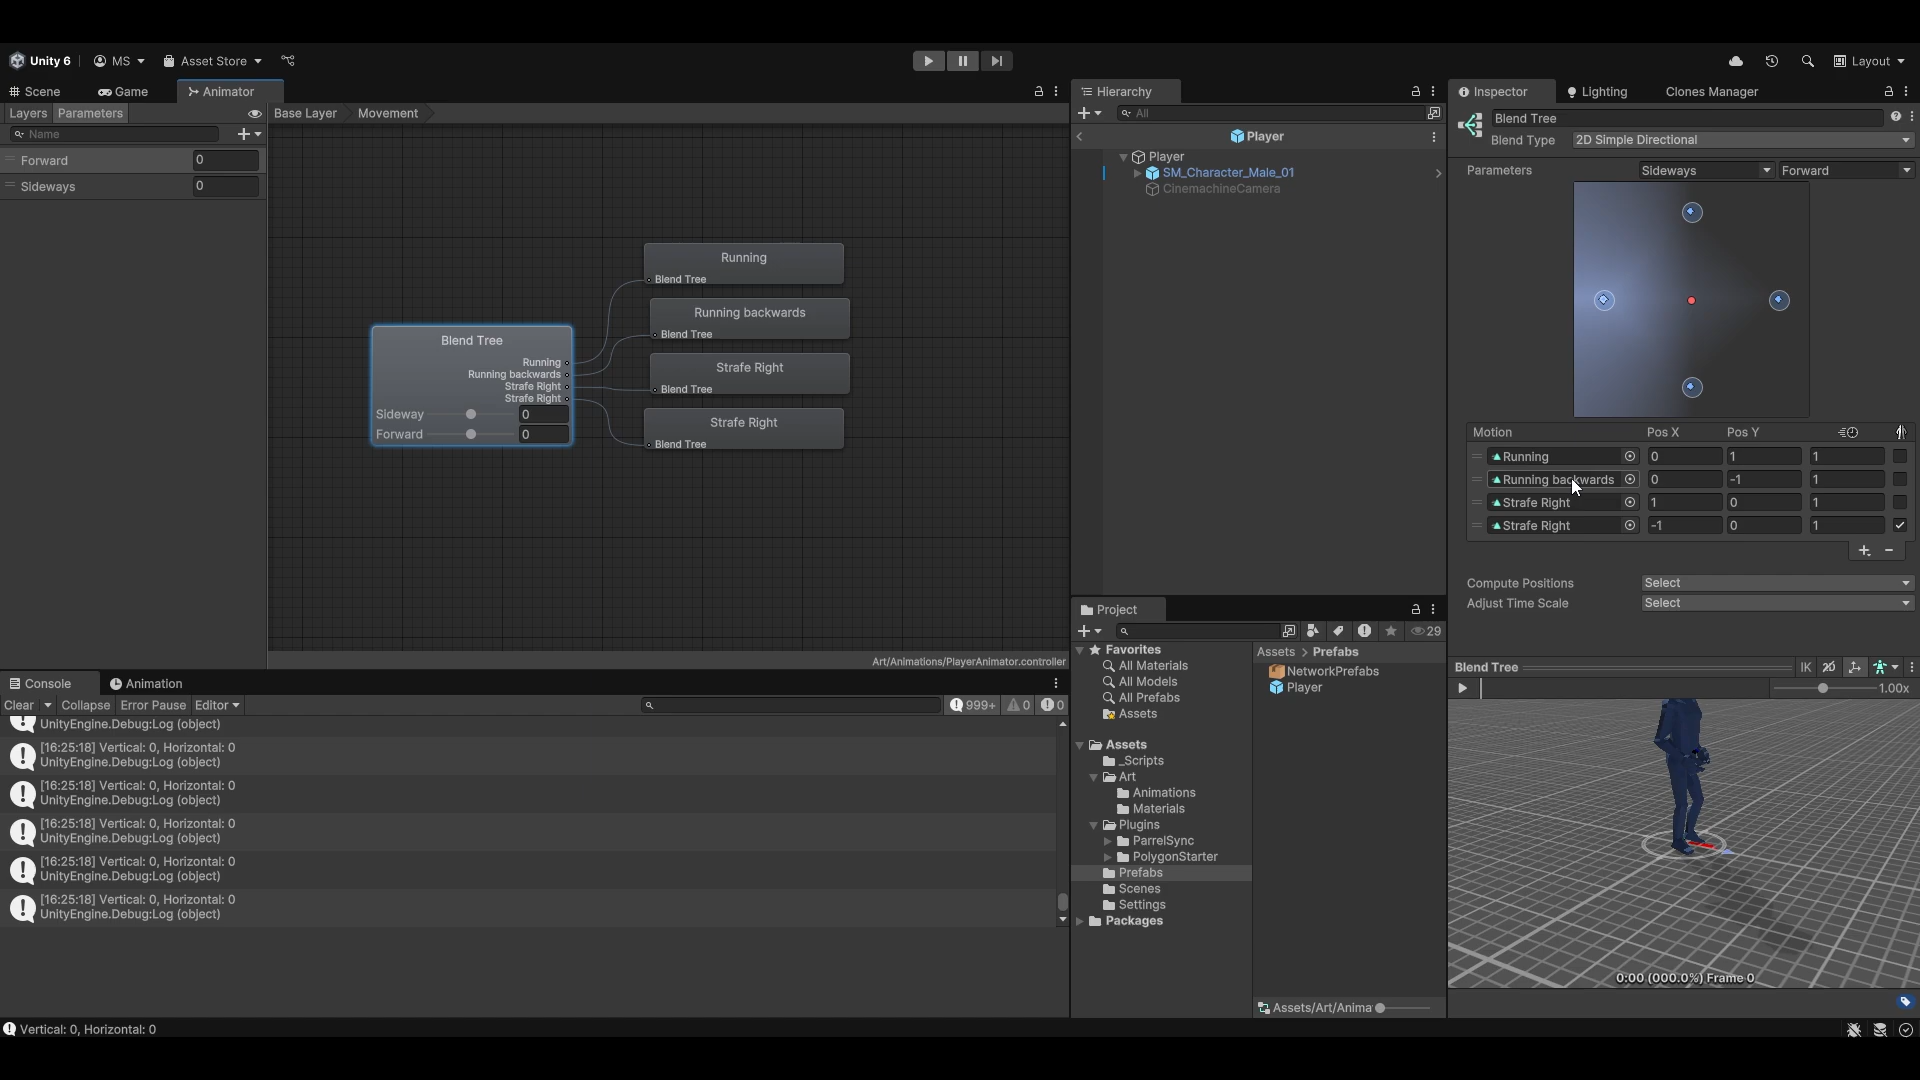 Unity 6 MS Asset Store Layout
Scene Game Animator
Layers Parameters Base Layer Movement
Name
Forward 0
Sideways 0
Running
Blend Tree
Running backwards
Blend Tree
Strafe Right
Blend Tree
Strafe Right
Blend Tree
Blend Tree
Running
Running backwards
Strafe Right
Strafe Right
Sideway 0
Forward 0
Art/Animations/PlayerAnimator.controller
Console Animation
Clear Collapse Error Pause Editor 999+ 0 0
UnityEngine.Debug:Log (object)
[16:25:18] Vertical: 0, Horizontal: 0
UnityEngine.Debug:Log (object)
[16:25:18] Vertical: 0, Horizontal: 0
UnityEngine.Debug:Log (object)
[16:25:18] Vertical: 0, Horizontal: 0
UnityEngine.Debug:Log (object)
[16:25:18] Vertical: 0, Horizontal: 0
UnityEngine.Debug:Log (object)
[16:25:18] Vertical: 0, Horizontal: 0
UnityEngine.Debug:Log (object)
Vertical: 0, Horizontal: 0
Hierarchy
All
Player
Player
SM_Character_Male_01
CinemachineCamera
Project
29
Favorites
All Materials
All Models
All Prefabs
Assets
Assets
_Scripts
Art
Animations
Materials
Plugins
ParrelSync
PolygonStarter
Prefabs
Scenes
Settings
Packages
Assets > Prefabs
NetworkPrefabs
Player
Assets/Art/Anima
Inspector Lighting Clones Manager
Blend Tree
Blend Type 2D Simple Directional
Parameters Sideways Forward
Motion Pos X Pos Y
Running 0 1 1
Running backwards 0 -1 1
Strafe Right 1 0 1
Strafe Right -1 0 1
Compute Positions Select
Adjust Time Scale Select
Blend Tree IK 2D
1.00x
0:00 (000.0%) Frame 0